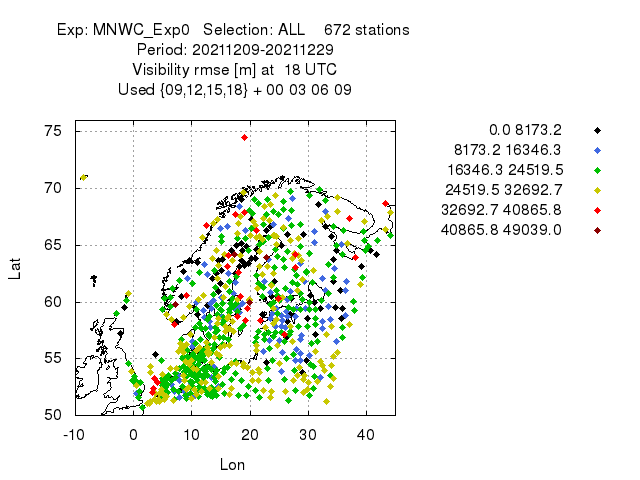 Exp: MNWC_Exp0   Selection: ALL    672 stations
Period: 20211209-20211229
Visibility rmse [m] at  18 UTC
Used {09,12,15,18} + 00 03 06 09
0.0 8173.2
8173.2 16346.3
16346.3 24519.5
24519.5 32692.7
32692.7 40865.8
40865.8 49039.0
75
70
65
60
55
50
Lat
-10 0 10 20 30 40
Lon